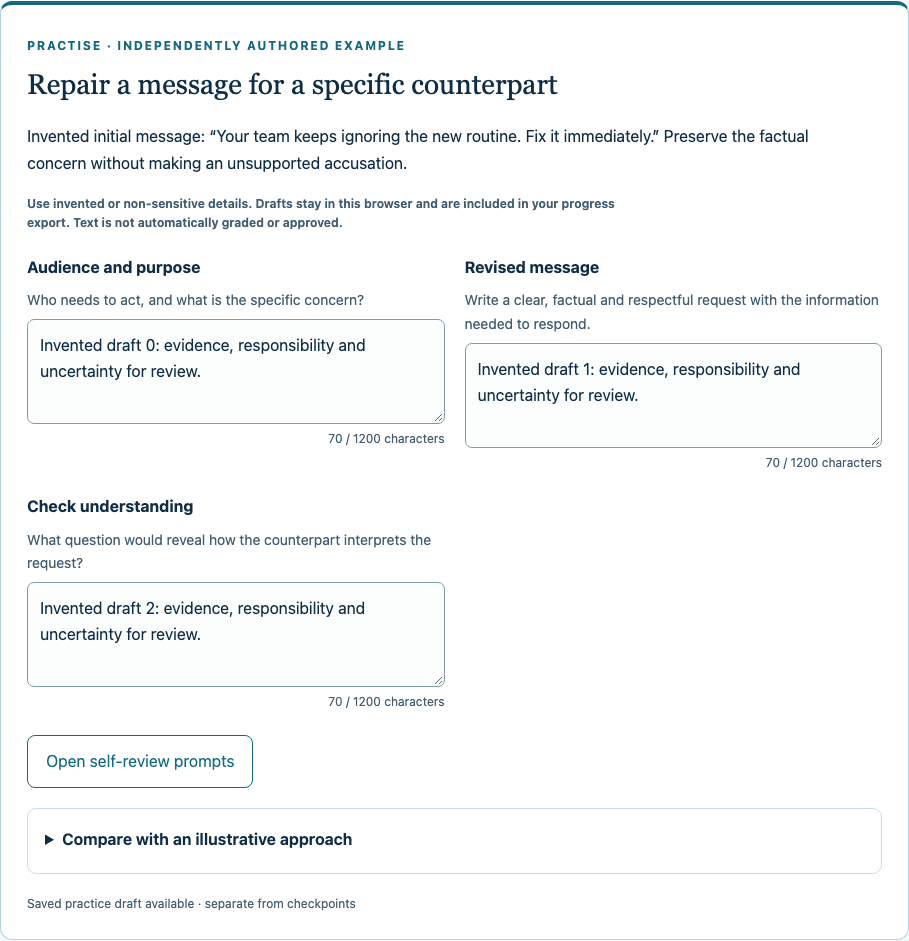 PRACTISE · INDEPENDENTLY AUTHORED EXAMPLE
Repair a message for a specific counterpart
Invented initial message: “Your team keeps ignoring the new routine. Fix it immediately.” Preserve the factual
concern without making an unsupported accusation.
Use invented or non-sensitive details. Drafts stay in this browser and are included in your progress
export. Text is not automatically graded or approved.
Audience and purpose
Who needs to act, and what is the specific concern?
Invented draft 0: evidence, responsibility and
uncertainty for review.
70 / 1200 characters
Revised message
Write a clear, factual and respectful request with the information
needed to respond.
Invented draft 1: evidence, responsibility and
uncertainty for review.
70 / 1200 characters
Check understanding
What question would reveal how the counterpart interprets the
request?
Invented draft 2: evidence, responsibility and
uncertainty for review.
70 / 1200 characters
Open self-review prompts
Compare with an illustrative approach
Saved practice draft available · separate from checkpoints